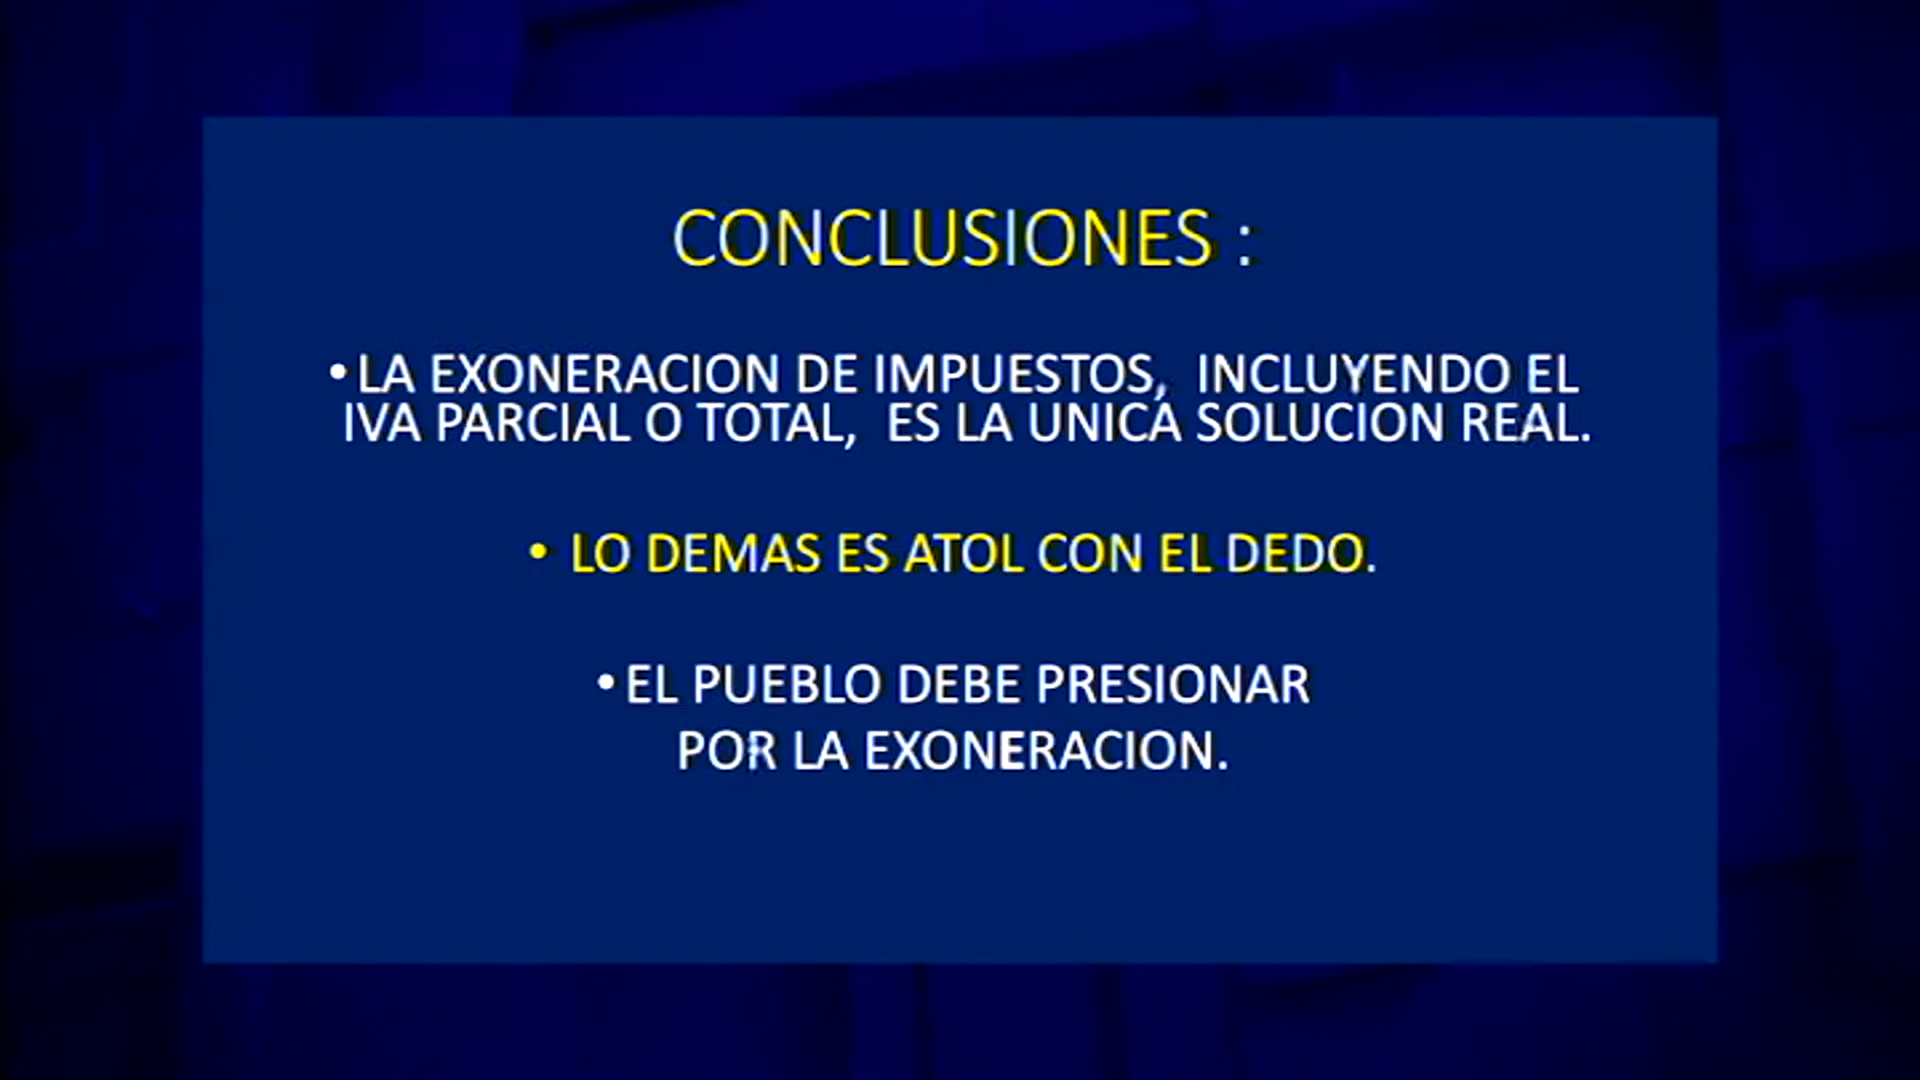 CONCLUSIONES :
• LA EXONERACION DE IMPUESTOS, INCLUYENDO EL
IVA PARCIAL O TOTAL, ES LA UNICA SOLUCION REAL.
• LO DEMAS ES ATOL CON EL DEDO.
• EL PUEBLO DEBE PRESIONAR
POR LA EXONERACION.